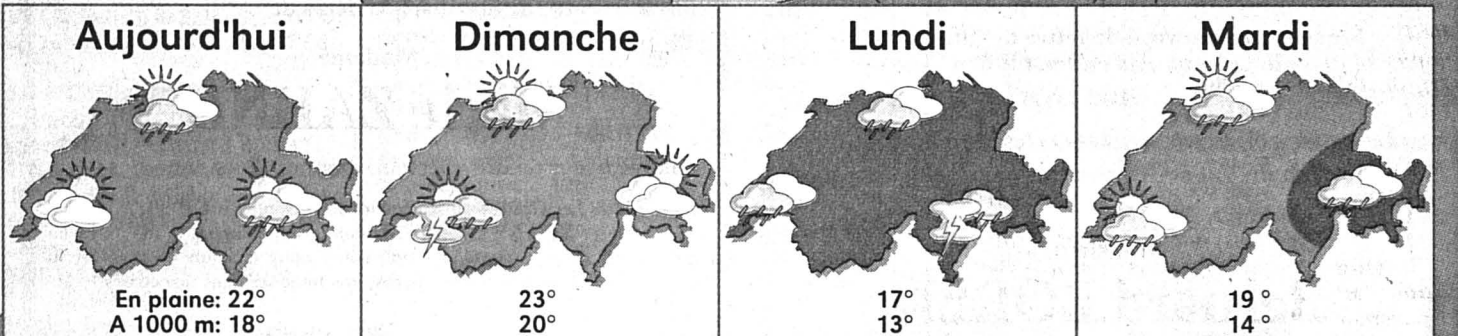 Aujourd'hui
En plaine: 22°
A 1000 m: 18°
Dimanche
23°
20°
Lundi
17°
13°
Mardi
19 °
14 °